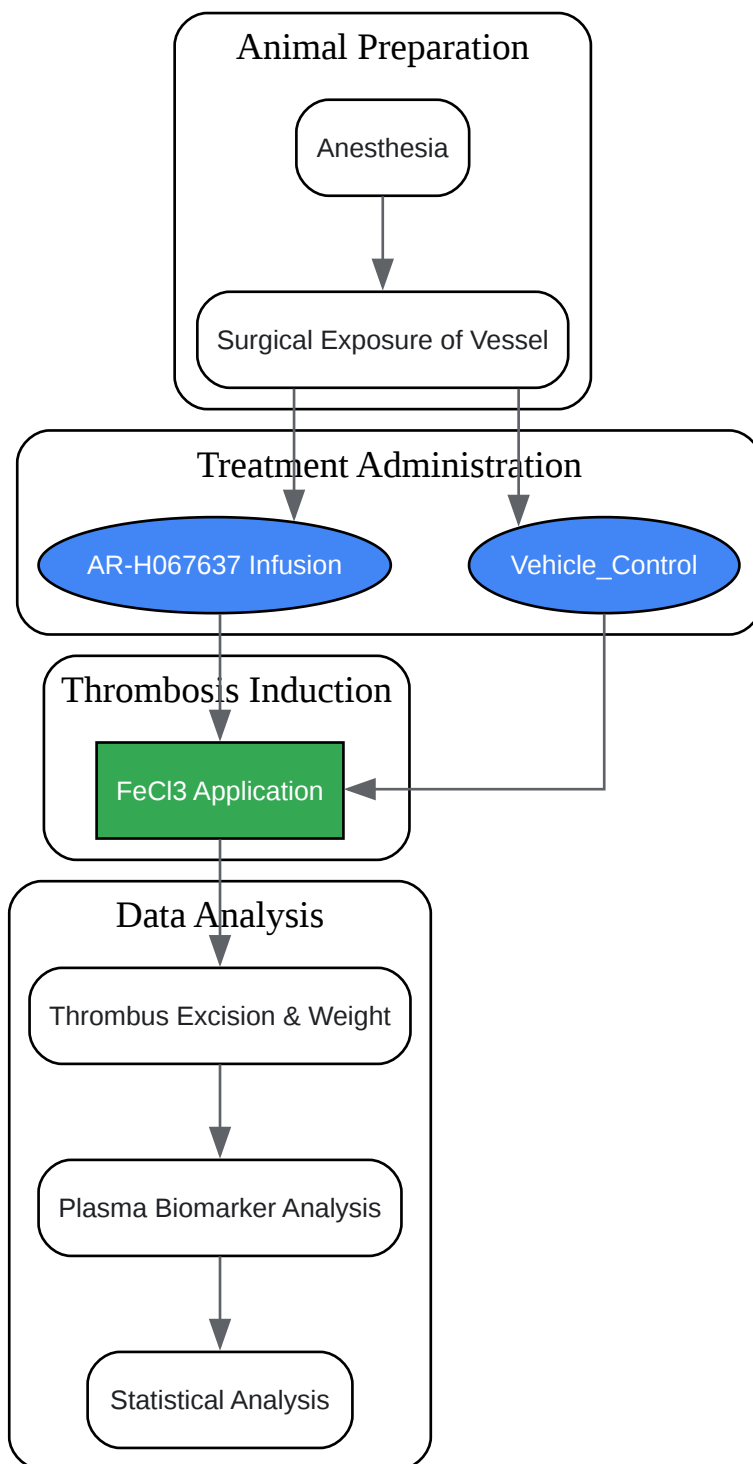 Animal Preparation
Anesthesia
Surgical Exposure of Vessel
Treatment Administration
AR-H067637 Infusion
Vehicle_Control
Thrombosis Induction
FeCl3 Application
Data Analysis
Thrombus Excision & Weight
Plasma Biomarker Analysis
Statistical Analysis